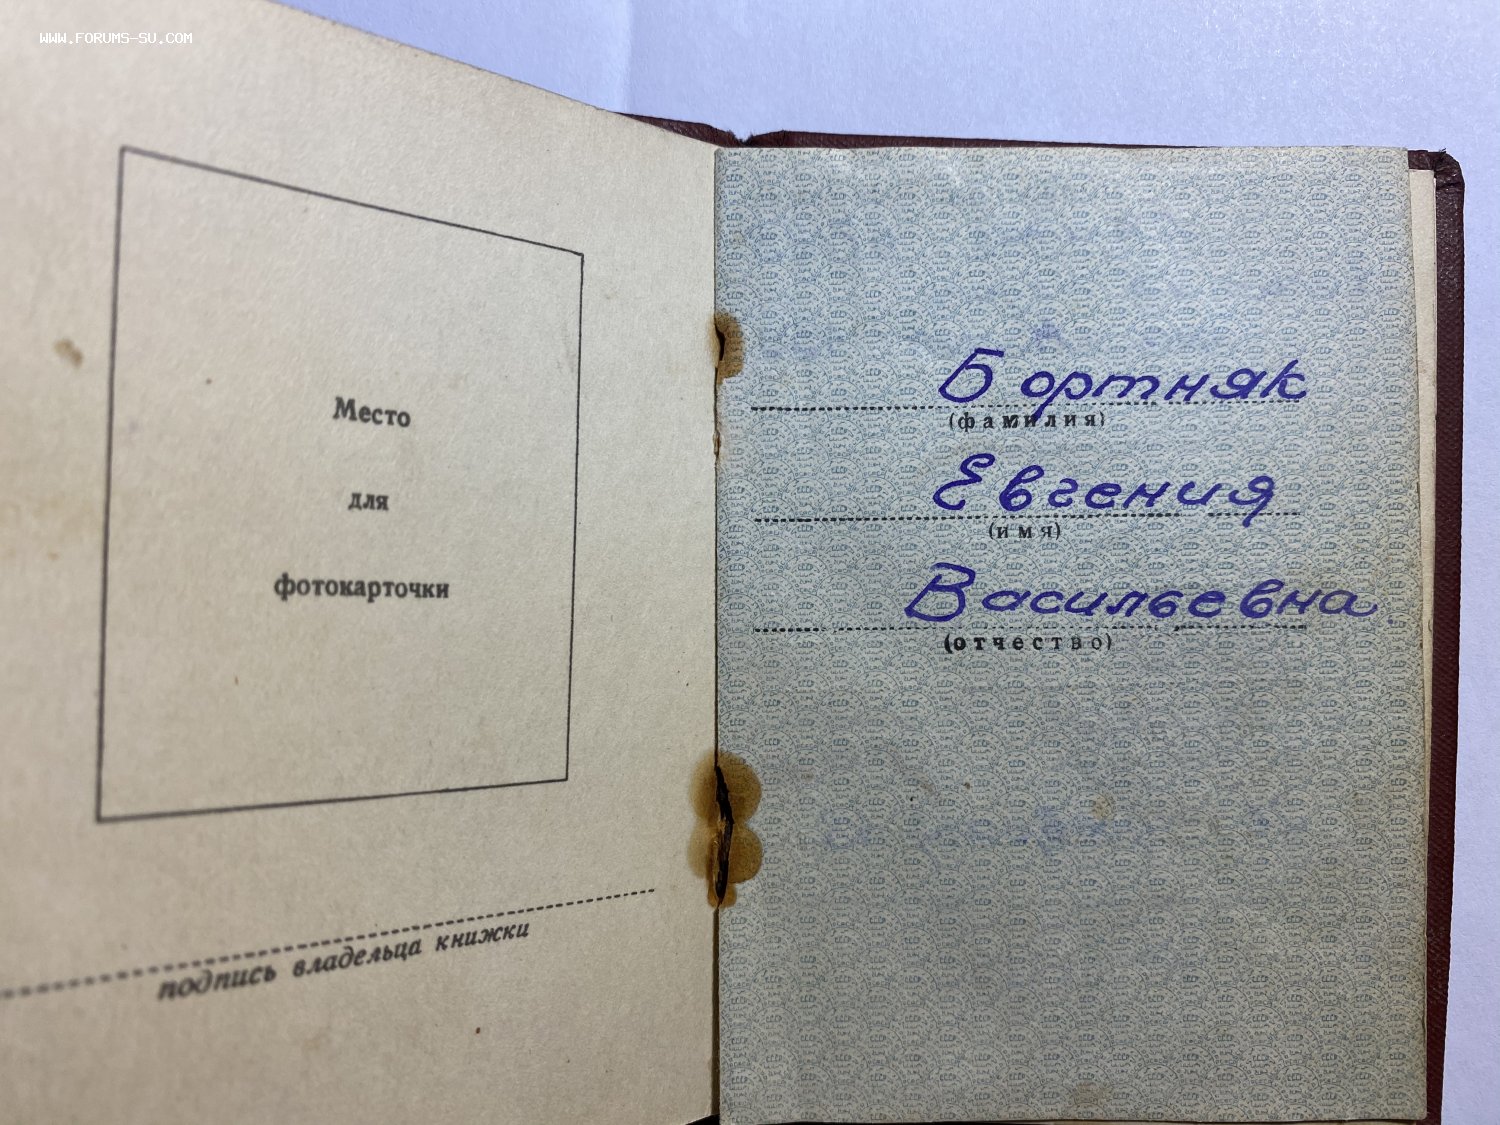 WWW.FORUMS-SU.COM
Место
для
фотокарточки
подпись владельца книжки
Бортняк
(фамилия)
Евгения
(имя)
Васильевна
(отчество)